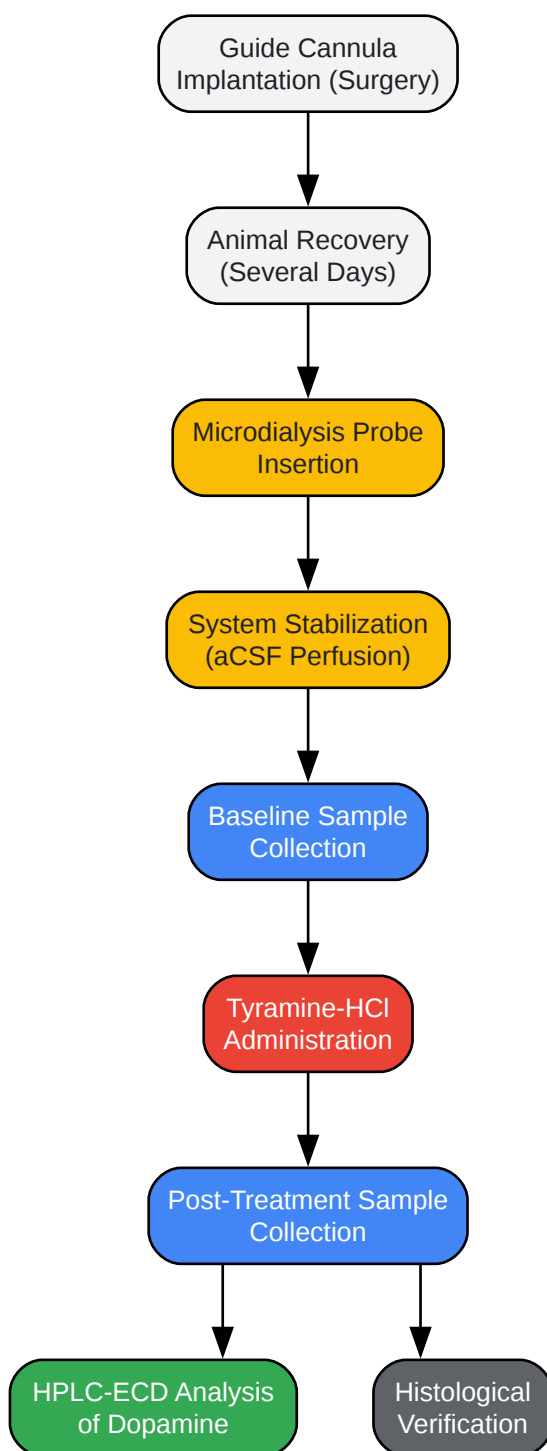 Guide Cannula
Implantation (Surgery)
Animal Recovery
(Several Days)
Microdialysis Probe
Insertion
System Stabilization
(aCSF Perfusion)
Baseline Sample
Collection
Tyramine-HCl
Administration
Post-Treatment Sample
Collection
HPLC-ECD Analysis
of Dopamine
Histological
Verification